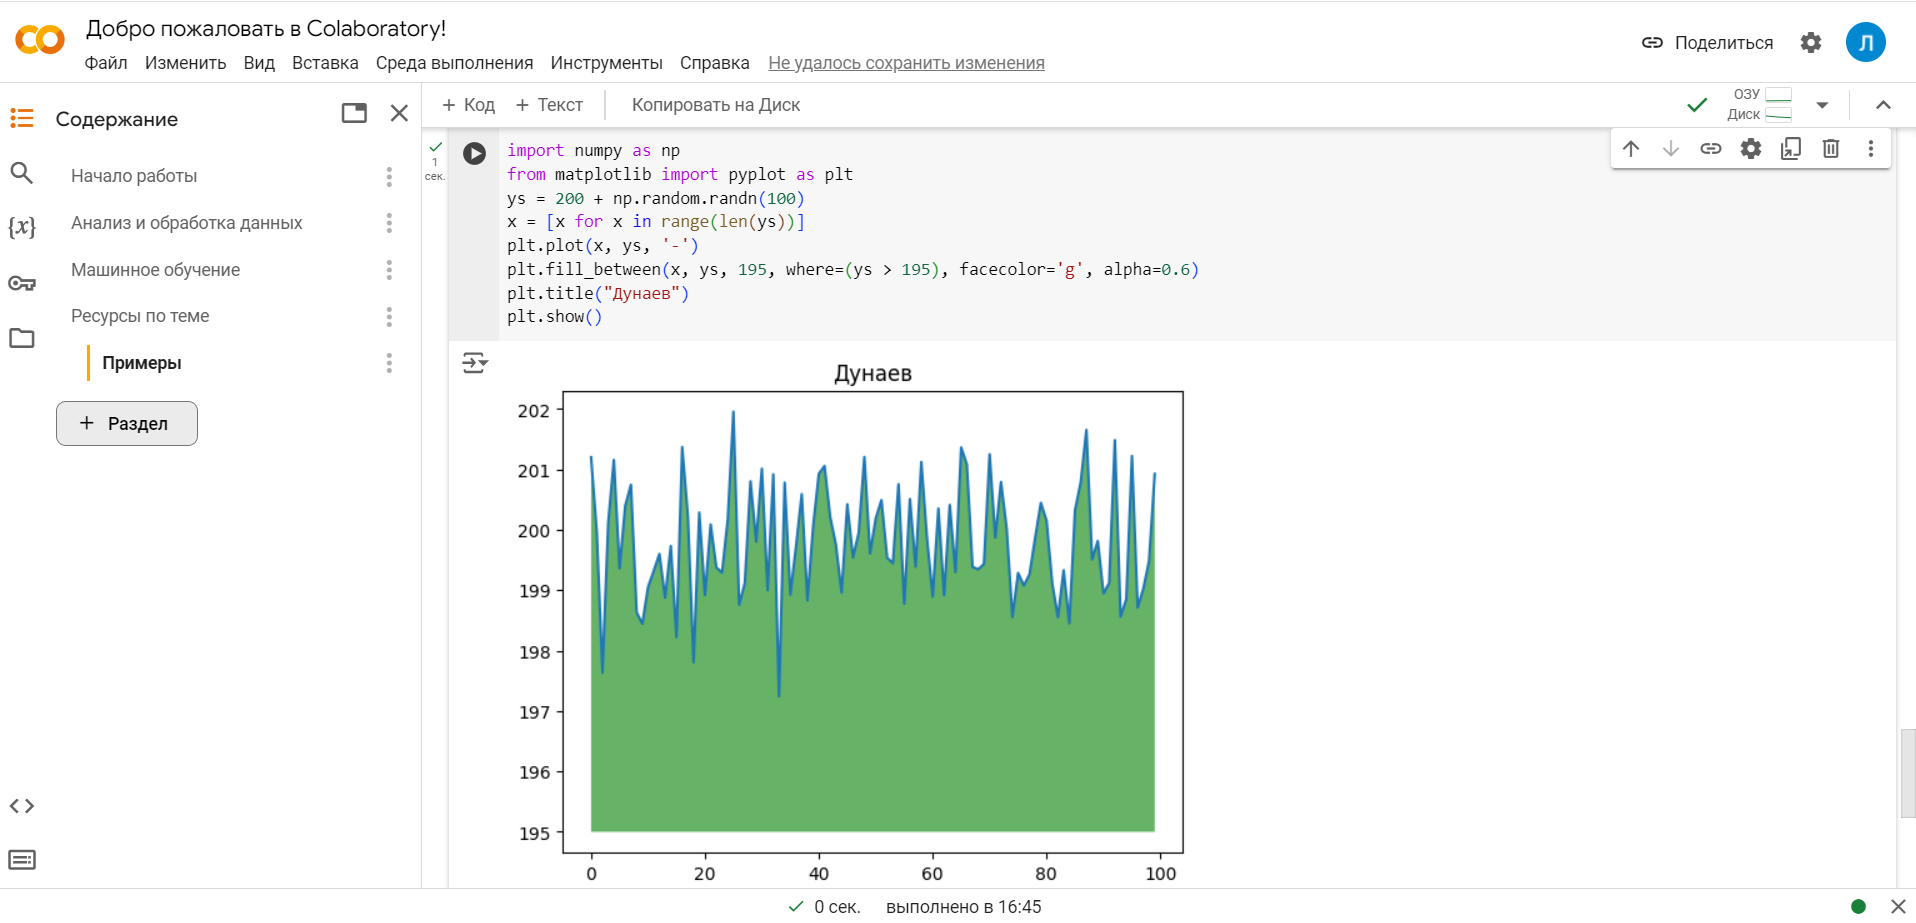 Добро пожаловать в Colaboratory!
Файл Изменить Вид Вставка Среда выполнения Инструменты Справка Не удалось сохранить изменения
Поделиться
Л
Содержание
Начало работы
Анализ и обработка данных
Машинное обучение
Ресурсы по теме
Примеры
+ Раздел
{x}
+ Код + Текст Копировать на Диск
ОЗУ
Диск
1
сек.
import numpy as np
from matplotlib import pyplot as plt
ys = 200 + np.random.randn(100)
x = [x for x in range(len(ys))]
plt.plot(x, ys, '-')
plt.fill_between(x, ys, 195, where=(ys > 195), facecolor='g', alpha=0.6)
plt.title("Дунаев")
plt.show()
Дунаев
202
201
200
199
198
197
196
195
0 20 40 60 80 100
0 сек. выполнено в 16:45